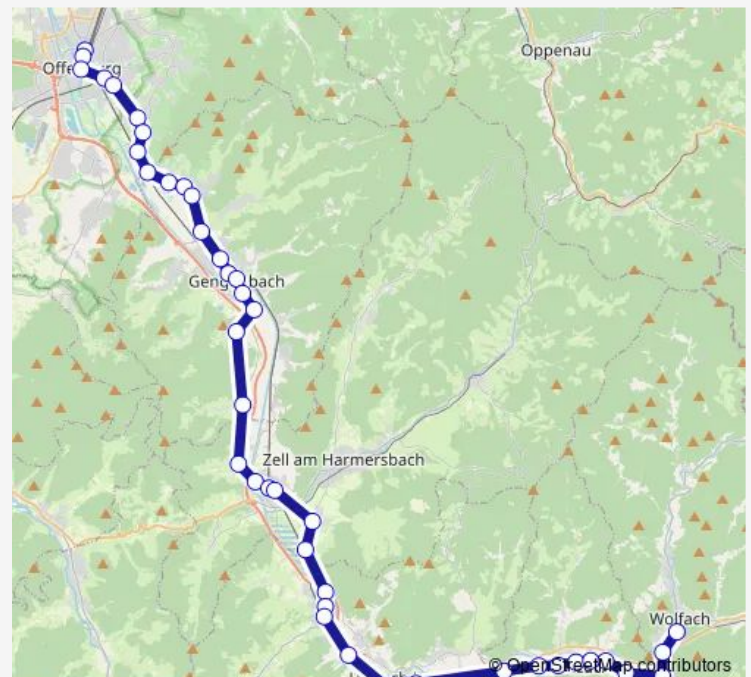 Oppenau
Offenburg
Gengenbach
Zell am Harmersbach
Wolfach
© OpenStreetMap contributors